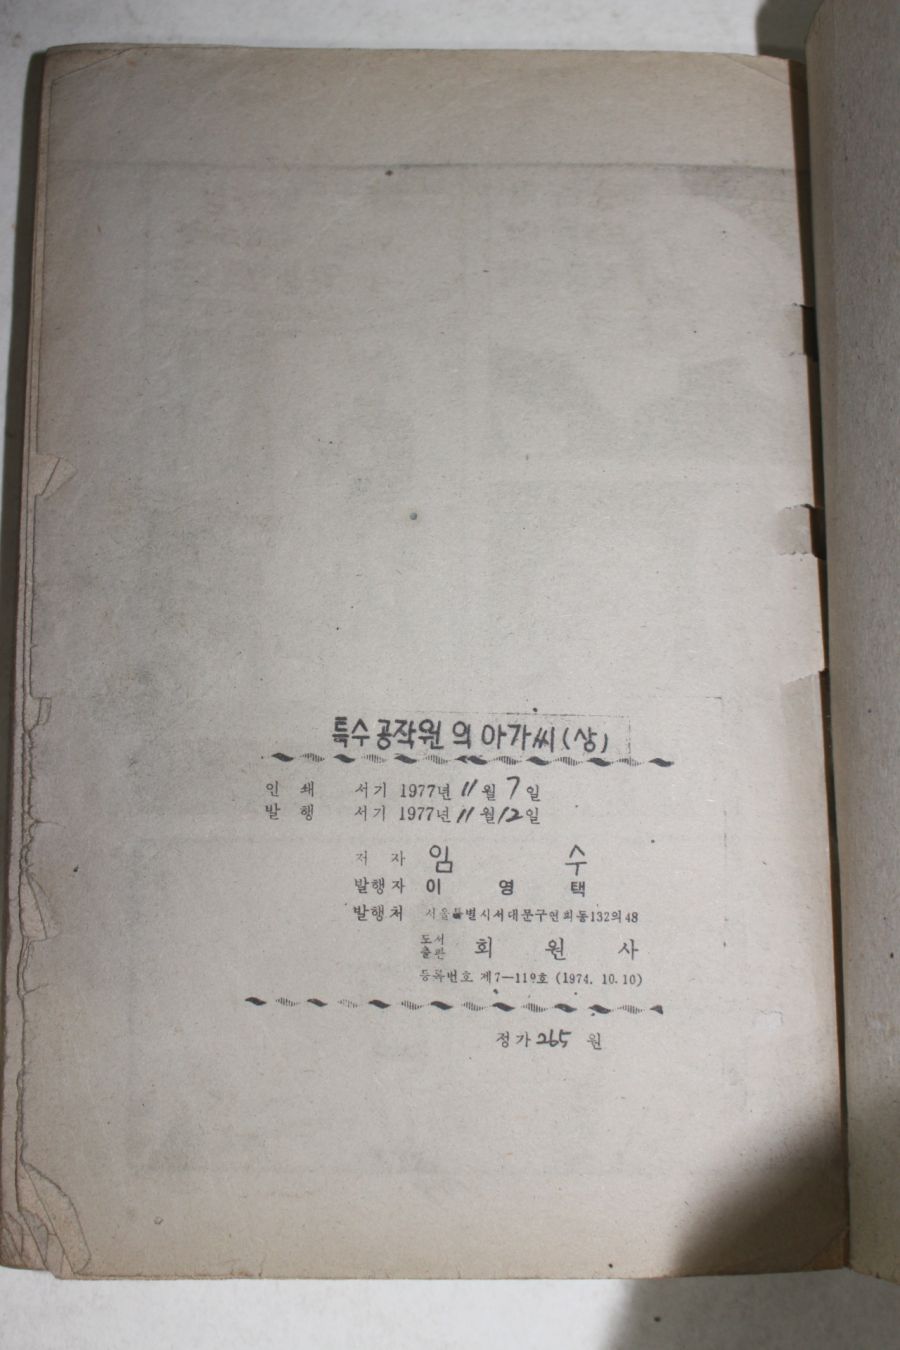 특수공작원의 아가씨(상)
인 쇄 서기 1977년 11월 7일
발 행 서기 1977년 11월 12일
저 자 임 수
발행자 이 영 택
발행처 서울특별시서대문구연희동132의48
도서출판 회 원 사
등록번호 제7—119호 (1974. 10. 10)
정가 265 원